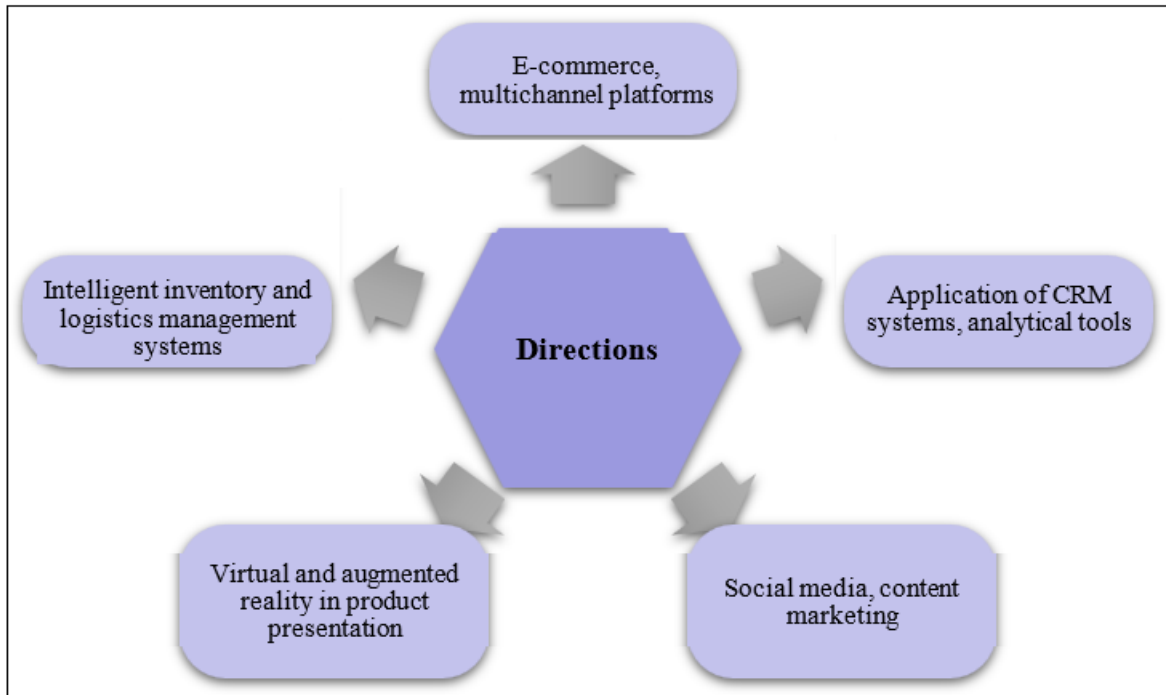 E-commerce,
multichannel platforms
Intelligent inventory and
logistics management
systems
Application of CRM
systems, analytical tools
Directions
Virtual and augmented
reality in product
presentation
Social media, content
marketing